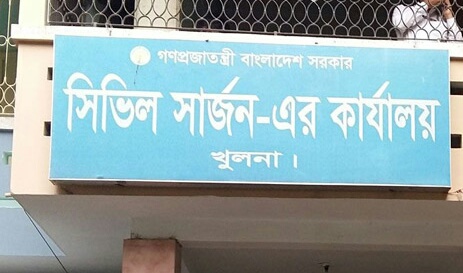 গণপ্রজাতন্ত্রী বাংলাদেশ সরকার
সিভিল সার্জন-এর কার্যালয়
খুলনা।